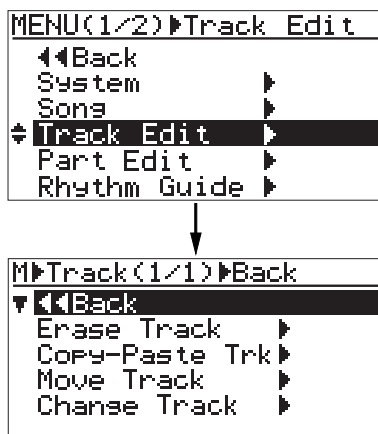 MENU(1/2)▶Track Edit
◀◀Back
System ▶
Song ▶
Track Edit ▶
Part Edit ▶
Rhythm Guide ▶
M▶Track(1/1)▶Back
◀◀Back
Erase Track ▶
Copy-Paste Trk▶
Move Track ▶
Change Track ▶